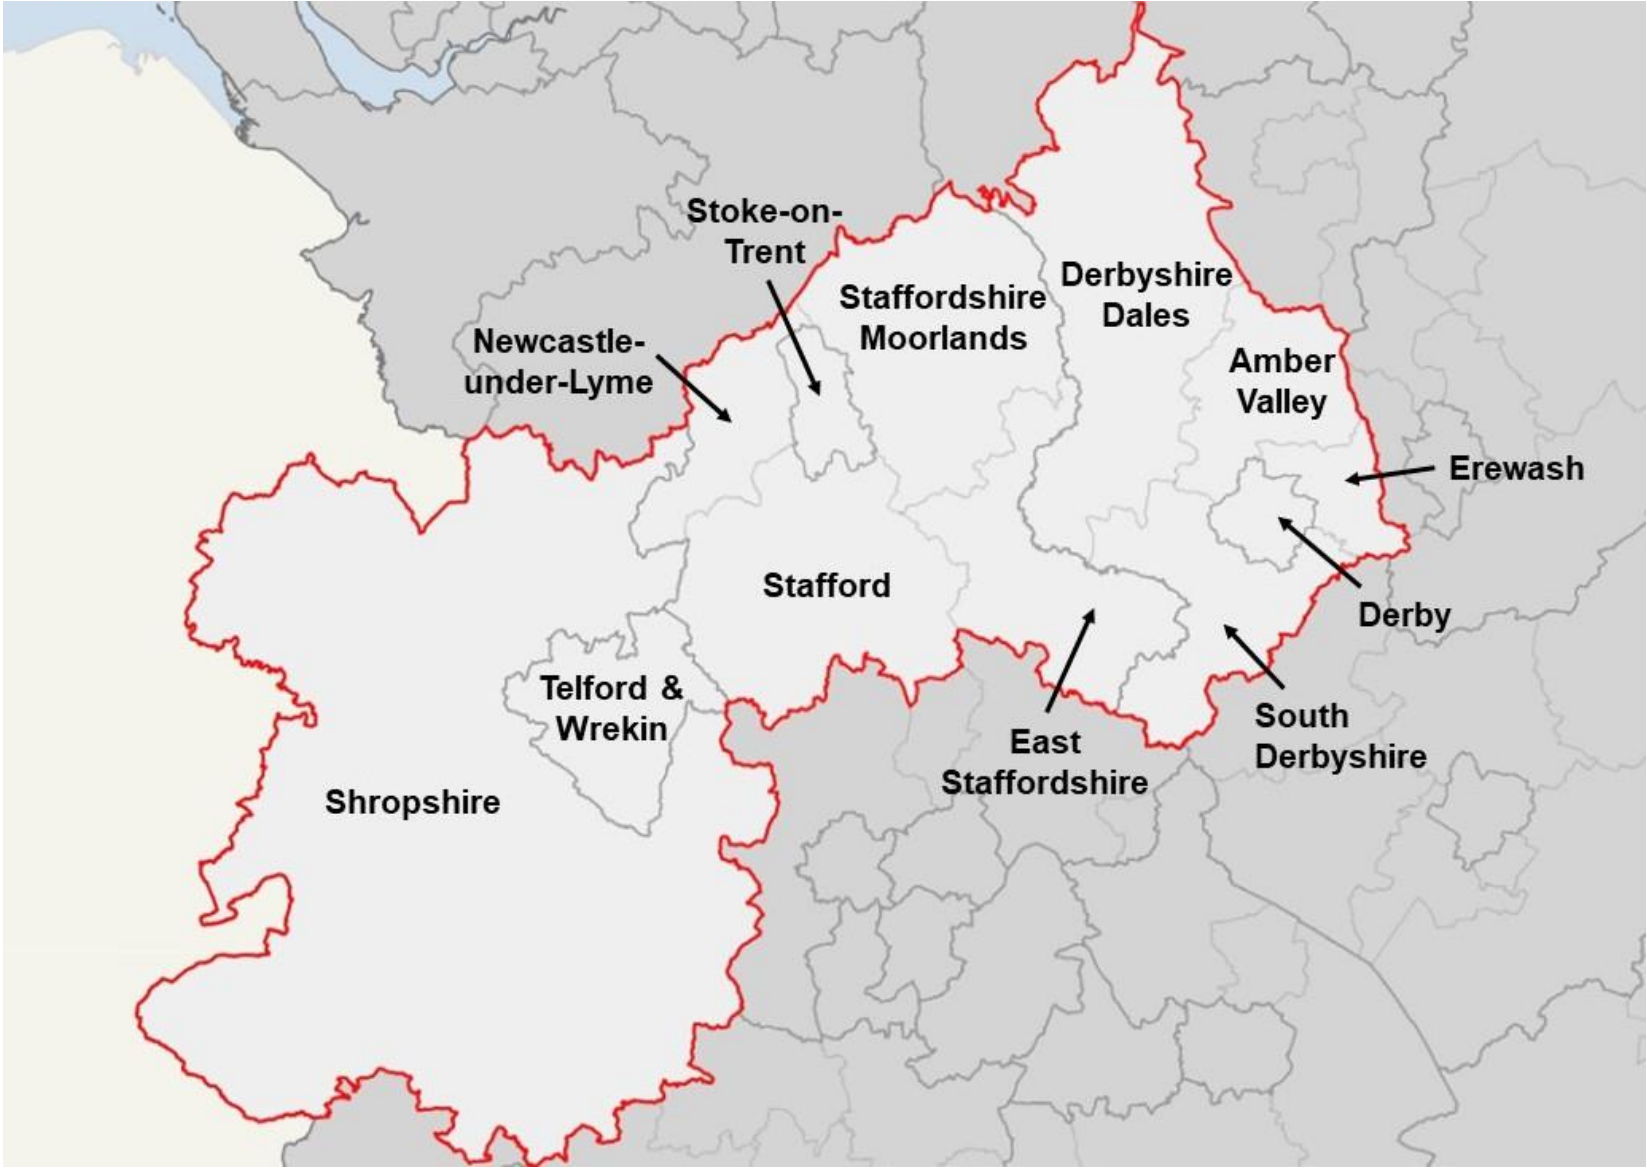 Stoke-on-
Trent
Staffordshire
Moorlands
Derbyshire
Dales
Newcastle-
under-Lyme
Amber
Valley
Erewash
Stafford
Derby
Telford &
Wrekin
East
Staffordshire
South
Derbyshire
Shropshire